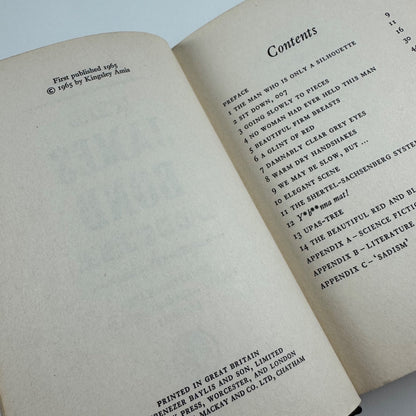 First published 1965
© 1965 by Kingsley Amis
PRINTED IN GREAT BRITAIN
EBENEZER BAYLIS AND SON, LIMITED
PRESS, WORCESTER, AND LONDON
MACKAY AND CO. LTD, CHATHAM
Contents
PREFACE 9
1 THE MAN WHO IS ONLY A SILHOUETTE 11
2 SIT DOWN, 007 16
3 GOING SLOWLY TO PIECES
4 NO WOMAN HAD EVER HELD THIS MAN
5 BEAUTIFUL FIRM BREASTS
6 A GLINT OF RED
7 DAMNABLY CLEAR GREY EYES
8 WARM DRY HANDSHAKES
9 WE MAY BE SLOW, BUT ...
10 ELEGANT SCENE
11 THE SHERTEL-SACHSENBERG SYSTEM
12 Y*b**nna mat!
13 UPAS-TREE
14 THE BEAUTIFUL RED AND
APPENDIX A – SCIENCE FICTION
APPENDIX B – LITERATURE
APPENDIX C – 'SADISM'